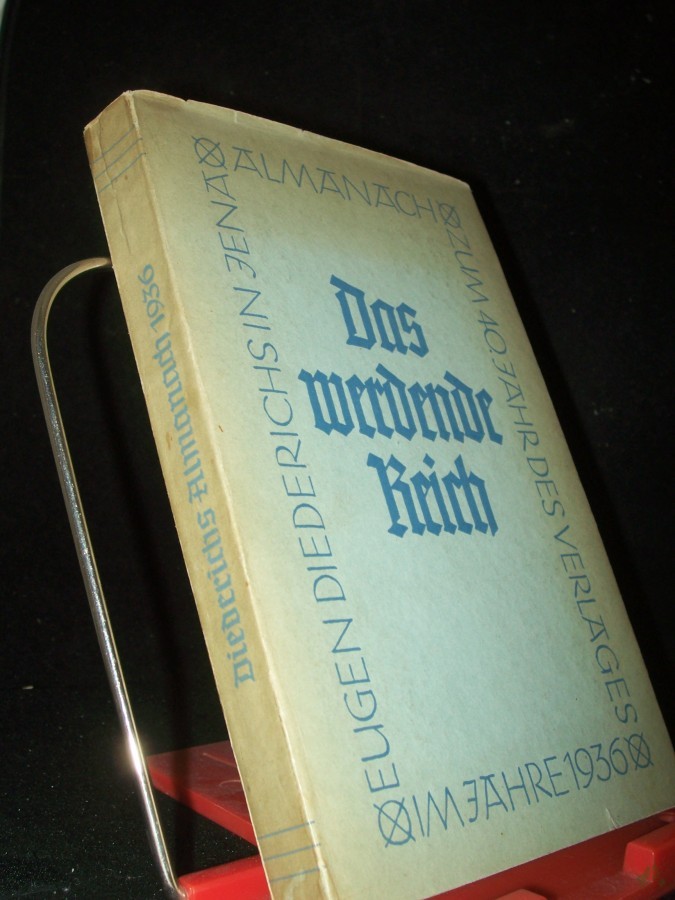 ALMANACH
ZUM 40. JAHR DES VERLAGES
EUGEN DIEDERICHS IN JENA
IM JAHRE 1936
Das
werdende
Reich
Diederichs Almanach 1936